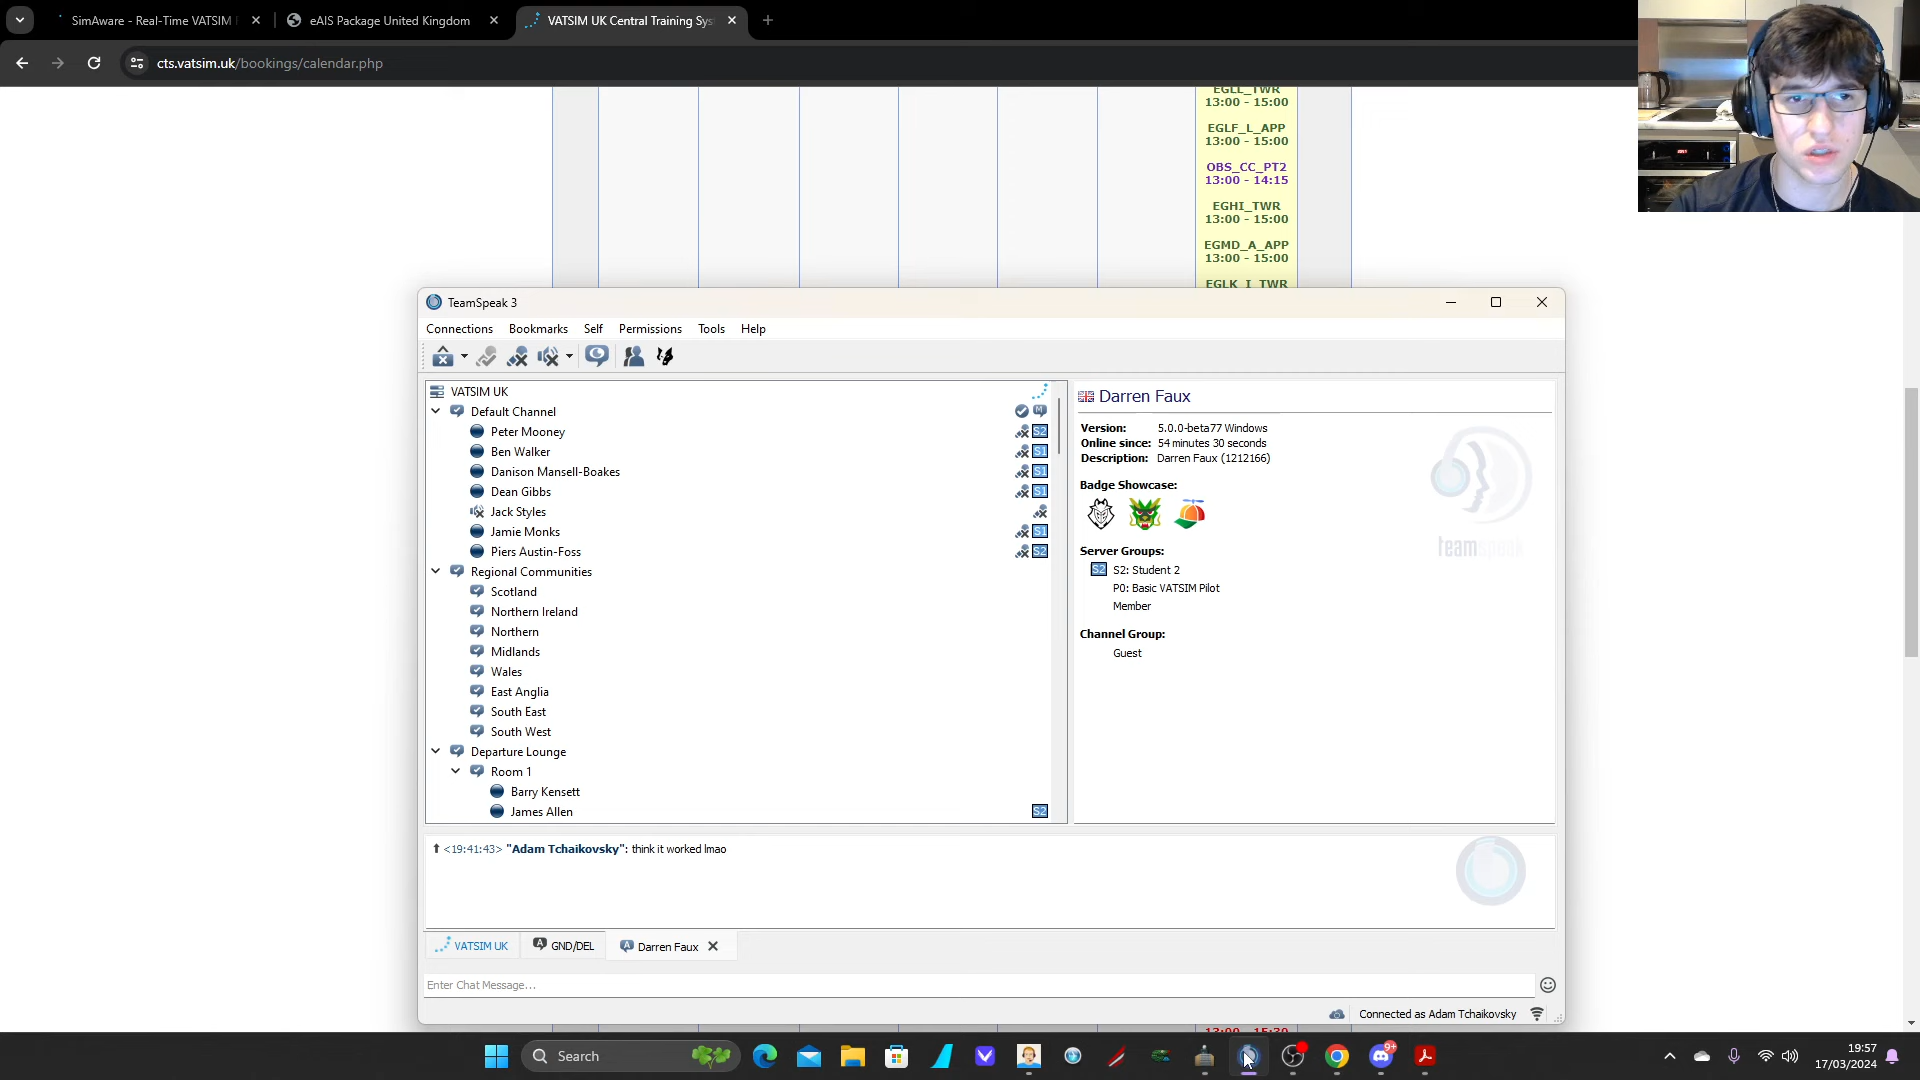 SimAware - Real-Time VATSIM
eAIS Package United Kingdom
VATSIM UK Central Training Sys
cts.vatsim.uk/bookings/calendar.php
EGLL_TWR
13:00 - 15:00
EGLF_L_APP
13:00 - 15:00
OBS_CC_PT2
13:00 - 14:15
EGHI_TWR
13:00 - 15:00
EGMD_A_APP
13:00 - 15:00
EGLK_I_TWR
TeamSpeak 3
Connections Bookmarks Self Permissions Tools Help
VATSIM UK
Default Channel
Peter Mooney S2
Ben Walker S1
Danison Mansell-Boakes S1
Dean Gibbs S1
Jack Styles
Jamie Monks S1
Piers Austin-Foss S2
Regional Communities
Scotland
Northern Ireland
Northern
Midlands
Wales
East Anglia
South East
South West
Departure Lounge
Room 1
Barry Kensett
James Allen S2
Darren Faux
Version: 5.0.0-beta77 Windows
Online since: 54 minutes 30 seconds
Description: Darren Faux (1212166)
Badge Showcase:
Server Groups:
S2 S2: Student 2
P0: Basic VATSIM Pilot
Member
Channel Group:
Guest
teamspeak
<19:41:43> "Adam Tchaikovsky": think it worked lmao
VATSIM UK
GND/DEL
Darren Faux
Enter Chat Message...
Connected as Adam Tchaikovsky
13:00 - 15:30
Search
9+
19:57
17/03/2024